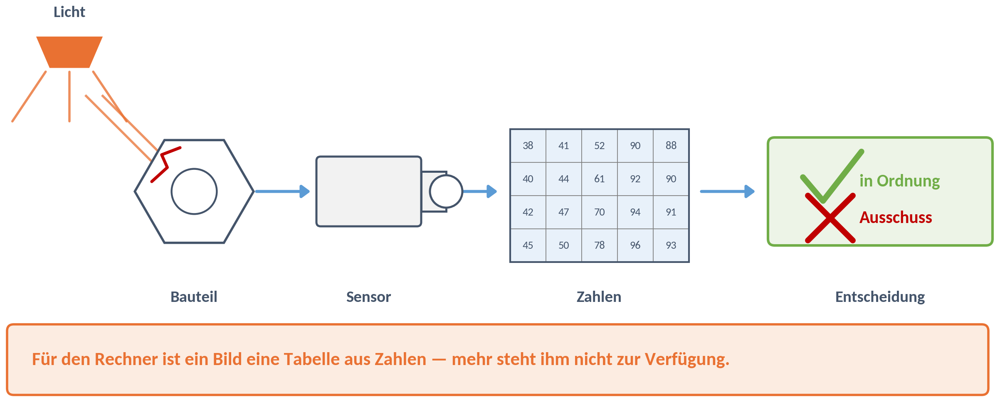 Licht
38 41 52 90 88
40 44 61 92 90
42 47 70 94 91
45 50 78 96 93
in Ordnung
Ausschuss
Bauteil
Sensor
Zahlen
Entscheidung
Für den Rechner ist ein Bild eine Tabelle aus Zahlen — mehr steht ihm nicht zur Verfügung.